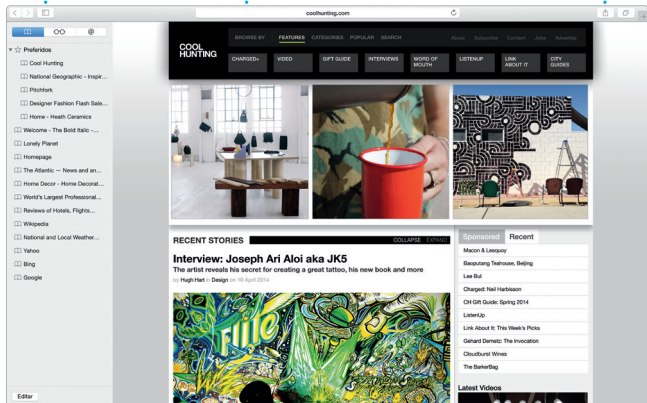 coolhunting.com
@
Preferidos
Cool Hunting
National Geographic - Inspir...
Pitchfork
Designer Fashion Flash Sale...
Home - Heath Ceramics
Welcome - The Bold Italic -...
Lonely Planet
Homepage
The Atlantic — News and an...
Home Decor - Home Decorat...
World's Largest Professional...
Reviews of Hotels, Flights...
Wikipedia
National and Local Weather...
Yahoo
Bing
Google
Editar
COOL
HUNTING
BROWSE BY FEATURES CATEGORIES POPULAR SEARCH
About Subscribe Contact Jobs Advertise
CHARGED+ VIDEO GIFT GUIDE INTERVIEWS WORD OF MOUTH LISTENUP LINK ABOUT IT CITY GUIDES
RECENT STORIES COLLAPSE EXPAND
Interview: Joseph Ari Aloi aka JK5
The artist reveals his secret for creating a great tattoo, his new book and more
by Hugh Hart in Design on 16 April 2014
Sponsored Recent
Macon & Lesquoy
Baoputang Teahouse, Beijing
Lee Bul
Charged: Neil Harbisson
CH Gift Guide: Spring 2014
ListenUp
Link About It: This Week's Picks
Gehard Demetz: The Invocation
Cloudburst Wines
The BarkerBag
Latest Videos